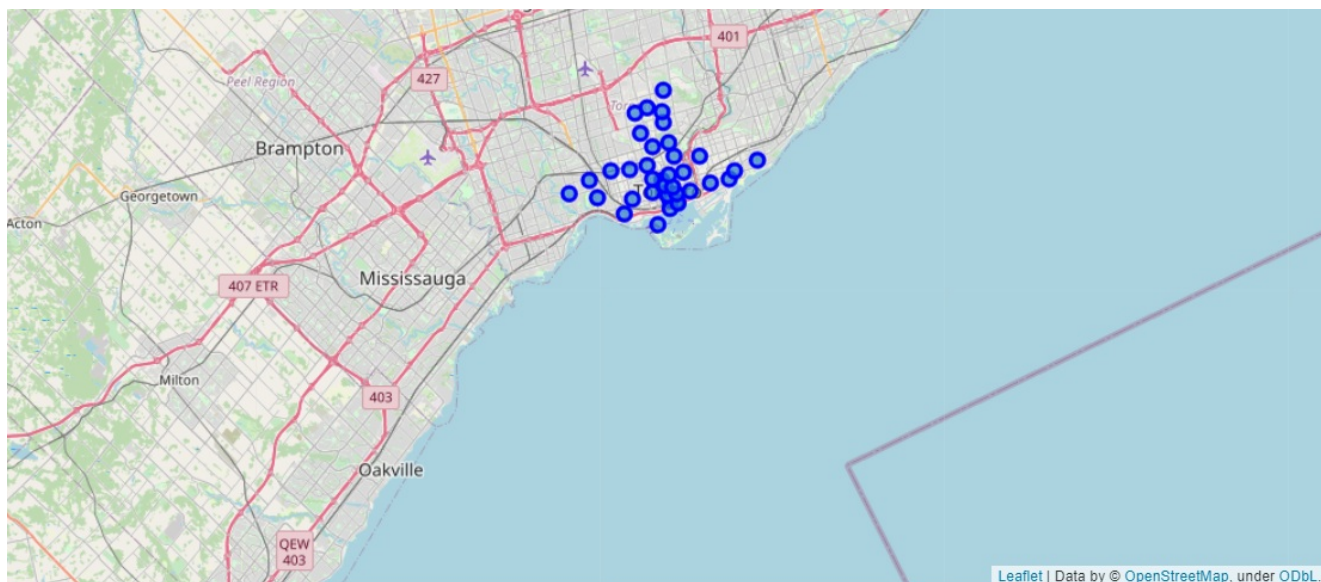 401
427
Peel Region
Brampton
Georgetown
Acton
Mississauga
407 ETR
Milton
403
Oakville
QEW
403
Leaflet | Data by © OpenStreetMap, under ODbL.